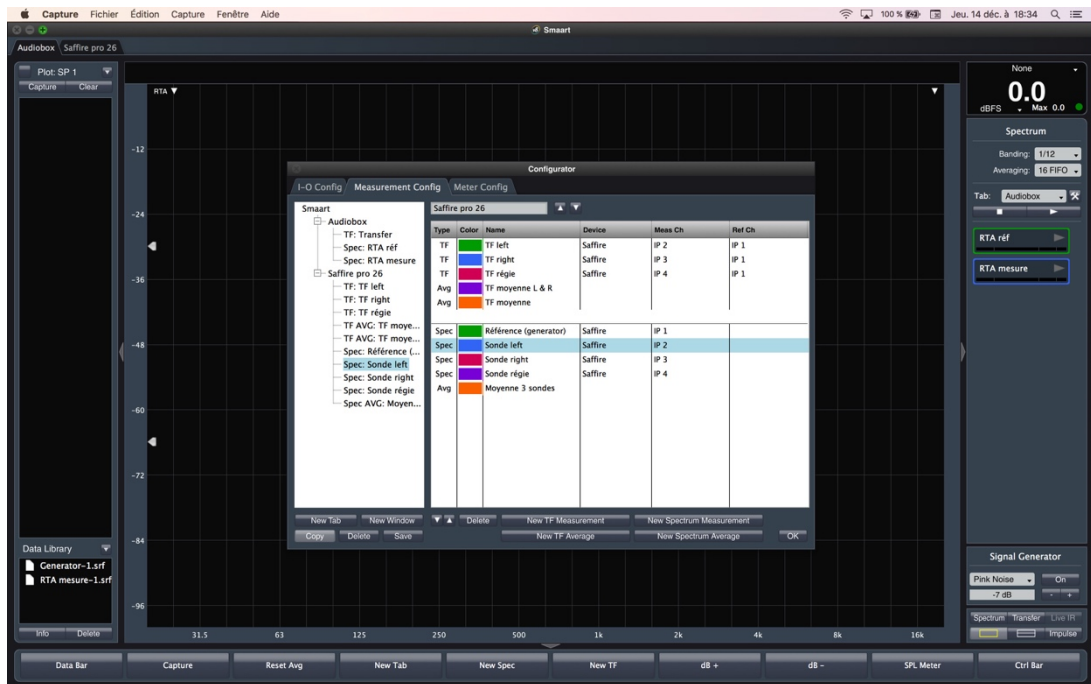 Capture Fichier Édition Capture Fenêtre Aide 100 % Jeu. 14 déc. à 18:34
Smaart
Audiobox Saffire pro 26
Plot: SP 1
Capture Clear
RTA
None
0.0
dBFS Max 0.0
Spectrum
Banding: 1/12
Averaging: 16 FIFO
Tab: Audiobox
RTA réf
RTA mesure
-12
-24
-36
-48
-60
-72
-84
-96
31.5 63 125 250 500 1k 2k 4k 8k 16k
Configurator
I-O Config Measurement Config Meter Config
Smaart
Audiobox
TF: Transfer
Spec: RTA réf
Spec: RTA mesure
Saffire pro 26
TF: TF left
TF: TF right
TF: TF régie
TF AVG: TF moye...
TF AVG: TF moye...
Spec: Référence (...
Spec: Sonde left
Spec: Sonde right
Spec: Sonde régie
Spec AVG: Moyen...
Saffire pro 26
Type Color Name Device Meas Ch Ref Ch
TF TF left Saffire IP 2 IP 1
TF TF right Saffire IP 3 IP 1
TF TF régie Saffire IP 4 IP 1
Avg TF moyenne L & R
Avg TF moyenne
Spec Référence (generator) Saffire IP 1
Spec Sonde left Saffire IP 2
Spec Sonde right Saffire IP 3
Spec Sonde régie Saffire IP 4
Avg Moyenne 3 sondes
New Tab New Window Delete New TF Measurement New Spectrum Measurement
Copy Delete Save New TF Average New Spectrum Average OK
Data Library
Generator-1.srf
RTA mesure-1.srf
Info Delete
Signal Generator
Pink Noise On
-7 dB - +
Spectrum Transfer Live IR
Impulse
Data Bar Capture Reset Avg New Tab New Spec New TF dB + dB - SPL Meter Ctrl Bar